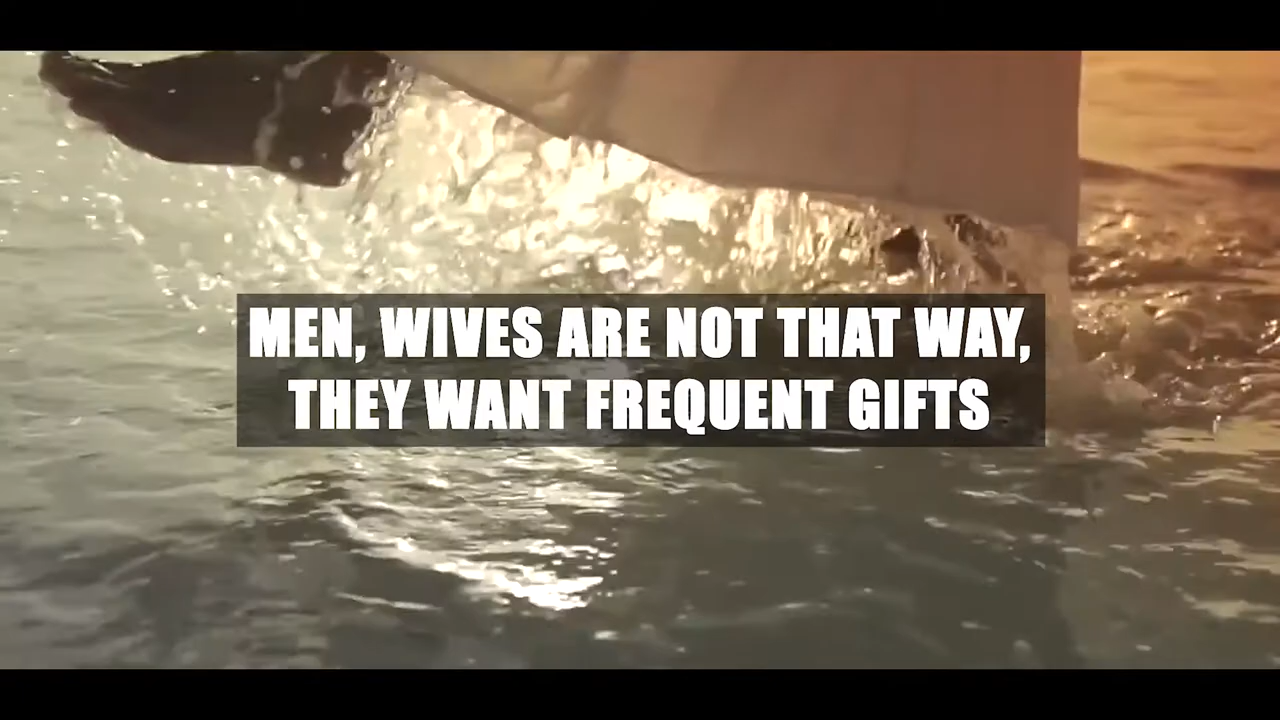 MEN, WIVES ARE NOT THAT WAY,
THEY WANT FREQUENT GIFTS